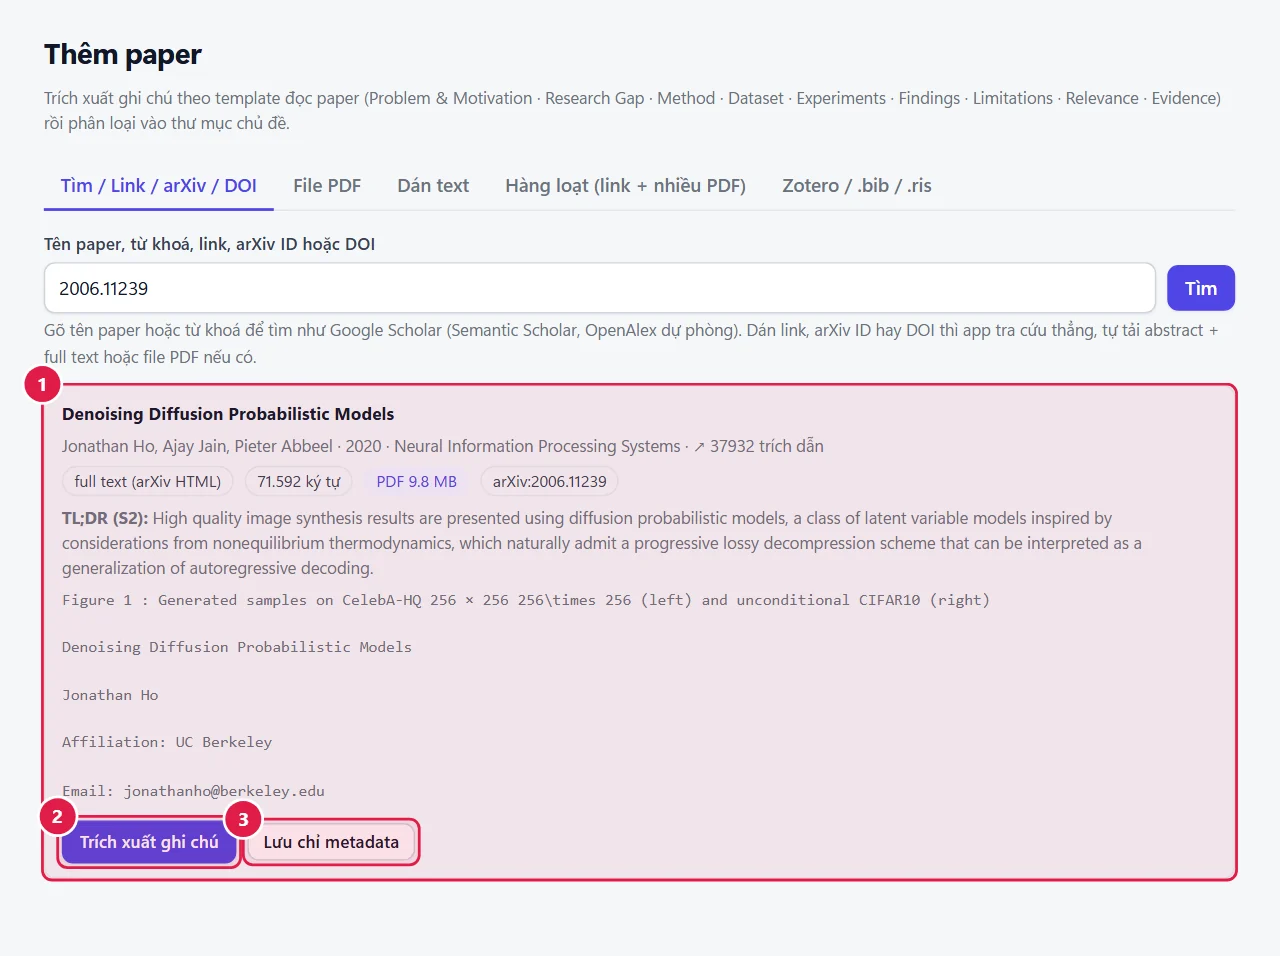 Thêm paper
Trích xuất ghi chú theo template đọc paper (Problem & Motivation · Research Gap · Method · Dataset · Experiments · Findings · Limitations · Relevance · Evidence)
rồi phân loại vào thư mục chủ đề.
Tìm / Link / arXiv / DOI
File PDF
Dán text
Hàng loạt (link + nhiều PDF)
Zotero / .bib / .ris
Tên paper, từ khoá, link, arXiv ID hoặc DOI
2006.11239
Tìm
Gõ tên paper hoặc từ khoá để tìm như Google Scholar (Semantic Scholar, OpenAlex dự phòng). Dán link, arXiv ID hay DOI thì app tra cứu thẳng, tự tải abstract +
full text hoặc file PDF nếu có.
1
Denoising Diffusion Probabilistic Models
Jonathan Ho, Ajay Jain, Pieter Abbeel · 2020 · Neural Information Processing Systems · ↗ 37932 trích dẫn
full text (arXiv HTML)
71.592 ký tự
PDF 9.8 MB
arXiv:2006.11239
TL;DR (S2): High quality image synthesis results are presented using diffusion probabilistic models, a class of latent variable models inspired by
considerations from nonequilibrium thermodynamics, which naturally admit a progressive lossy decompression scheme that can be interpreted as a
generalization of autoregressive decoding.
Figure 1 : Generated samples on CelebA-HQ 256 × 256 256\times 256 (left) and unconditional CIFAR10 (right)
Denoising Diffusion Probabilistic Models
Jonathan Ho
Affiliation: UC Berkeley
Email: jonathanho@berkeley.edu
2
Trích xuất ghi chú
3
Lưu chỉ metadata